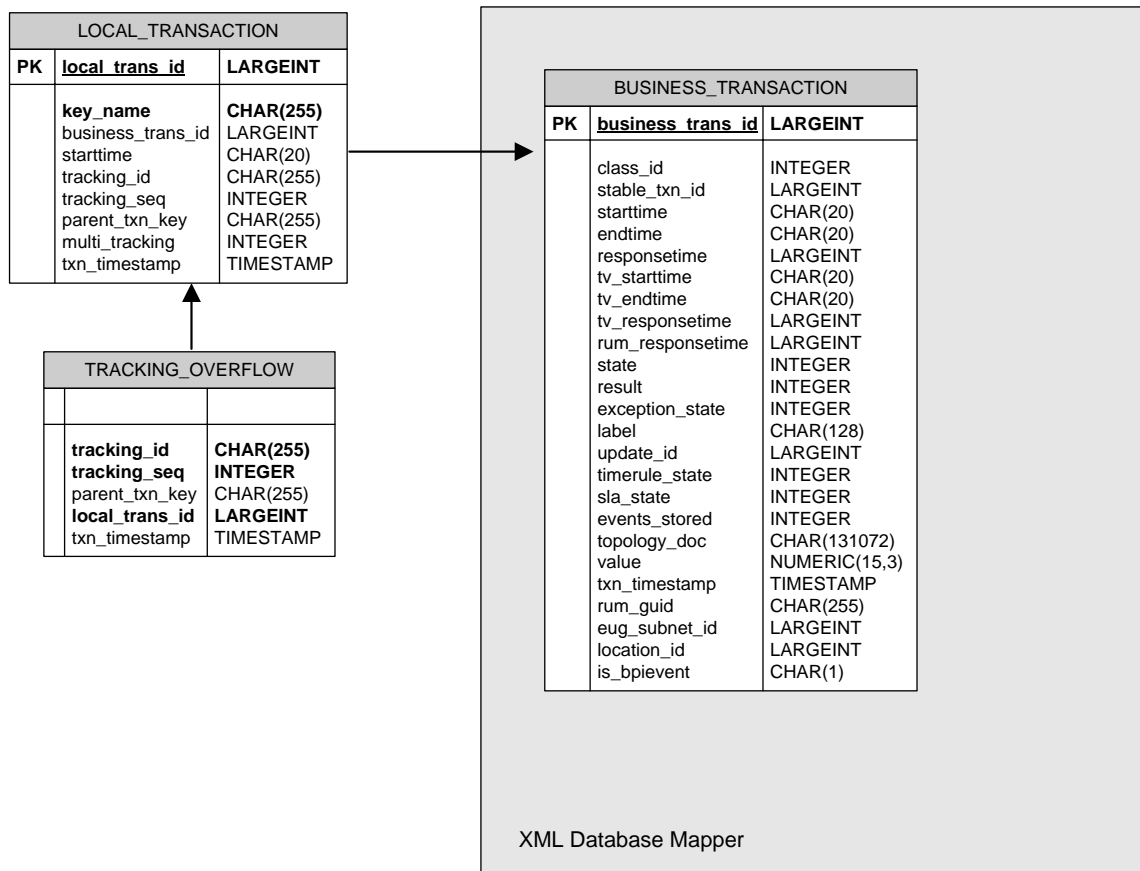 LOCAL_TRANSACTION
PK local_trans_id LARGEINT
key_name CHAR(255)
business_trans_id LARGEINT
starttime CHAR(20)
tracking_id CHAR(255)
tracking_seq INTEGER
parent_txn_key CHAR(255)
multi_tracking INTEGER
txn_timestamp TIMESTAMP
TRACKING_OVERFLOW
tracking_id CHAR(255)
tracking_seq INTEGER
parent_txn_key CHAR(255)
local_trans_id LARGEINT
txn_timestamp TIMESTAMP
BUSINESS_TRANSACTION
PK business_trans_id LARGEINT
class_id INTEGER
stable_txn_id LARGEINT
starttime CHAR(20)
endtime CHAR(20)
responsetime LARGEINT
tv_starttime CHAR(20)
tv_endtime CHAR(20)
tv_responsetime LARGEINT
rum_responsetime LARGEINT
state INTEGER
result INTEGER
exception_state INTEGER
label CHAR(128)
update_id LARGEINT
timerule_state INTEGER
sla_state INTEGER
events_stored INTEGER
topology_doc CHAR(131072)
value NUMERIC(15,3)
txn_timestamp TIMESTAMP
rum_guid CHAR(255)
eug_subnet_id LARGEINT
location_id LARGEINT
is_bpievent CHAR(1)
XML Database Mapper